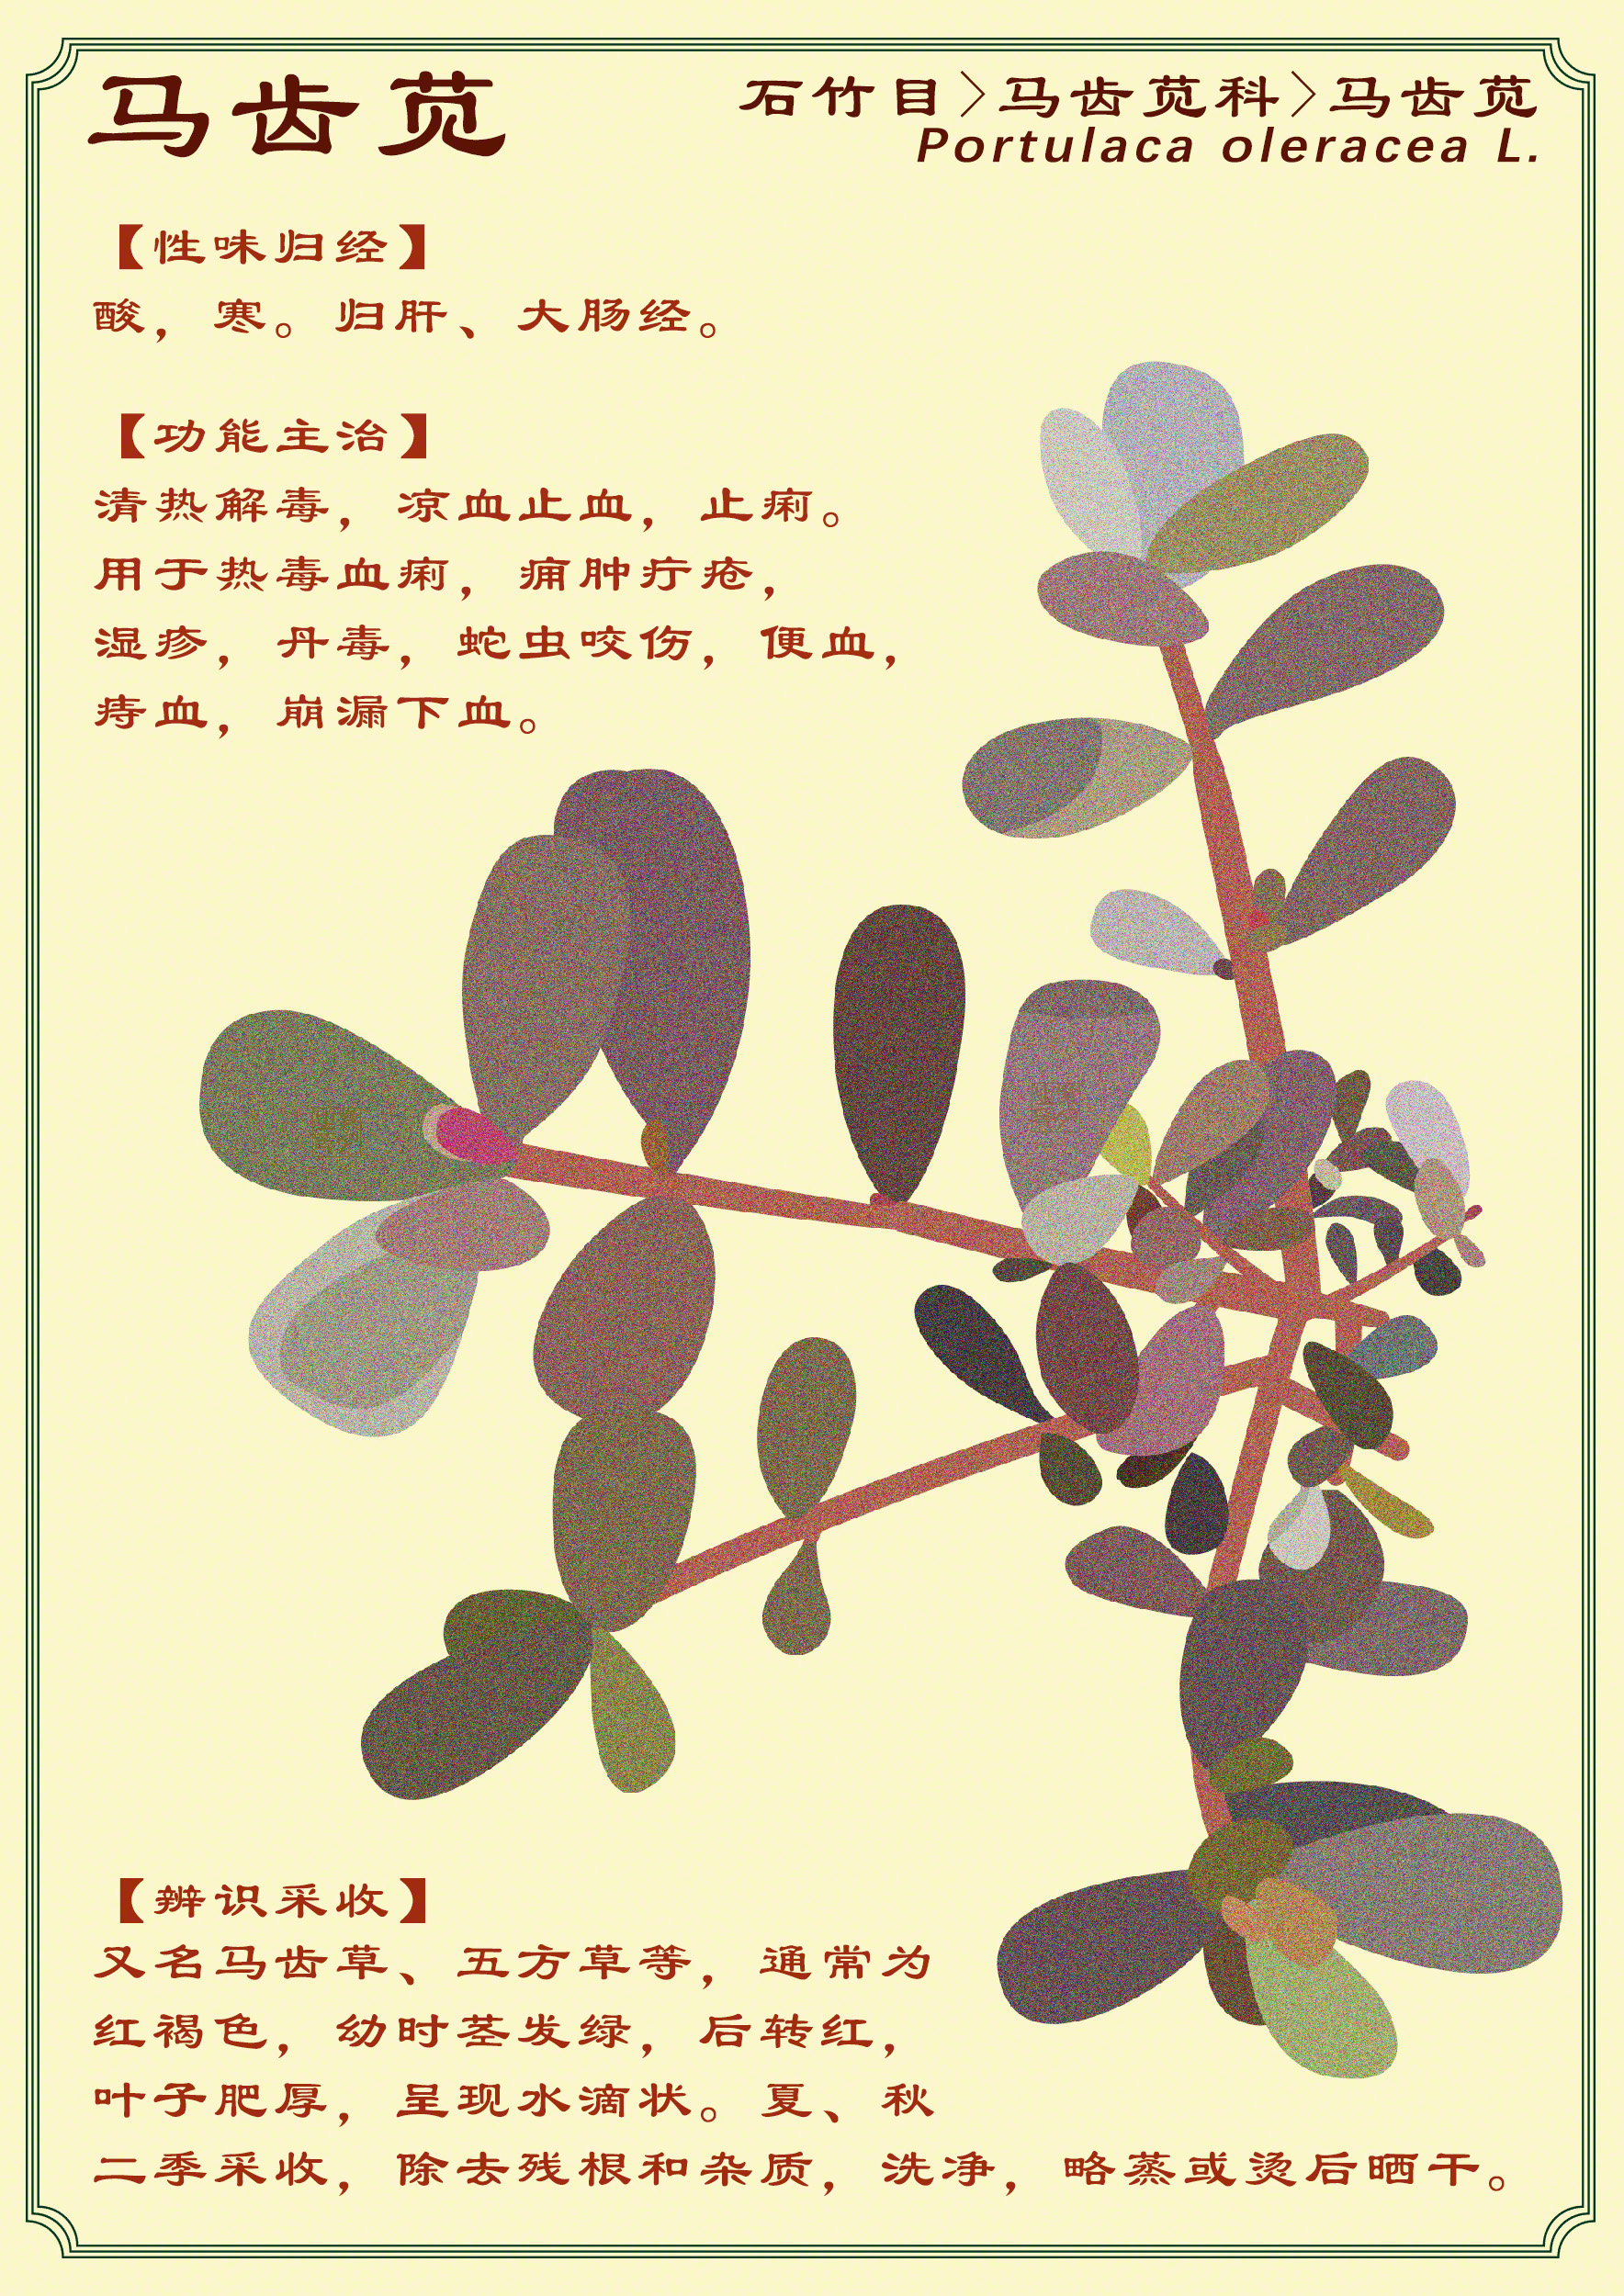 马齿苋
石竹目〉马齿苋科〉马齿苋
Portulaca oleracea L.
【性味归经】
酸，寒。归肝、大肠经。
【功能主治】
清热解毒，凉血止血，止痢。
用于热毒血痢，痈肿疔疮，
湿疹，丹毒，蛇虫咬伤，便血，
痔血，崩漏下血。
【辨识采收】
又名马齿草、五方草等，通常为
红褐色，幼时茎发绿，后转红，
叶子肥厚，呈现水滴状。夏、秋
二季采收，除去残根和杂质，洗净，略蒸或烫后晒干。